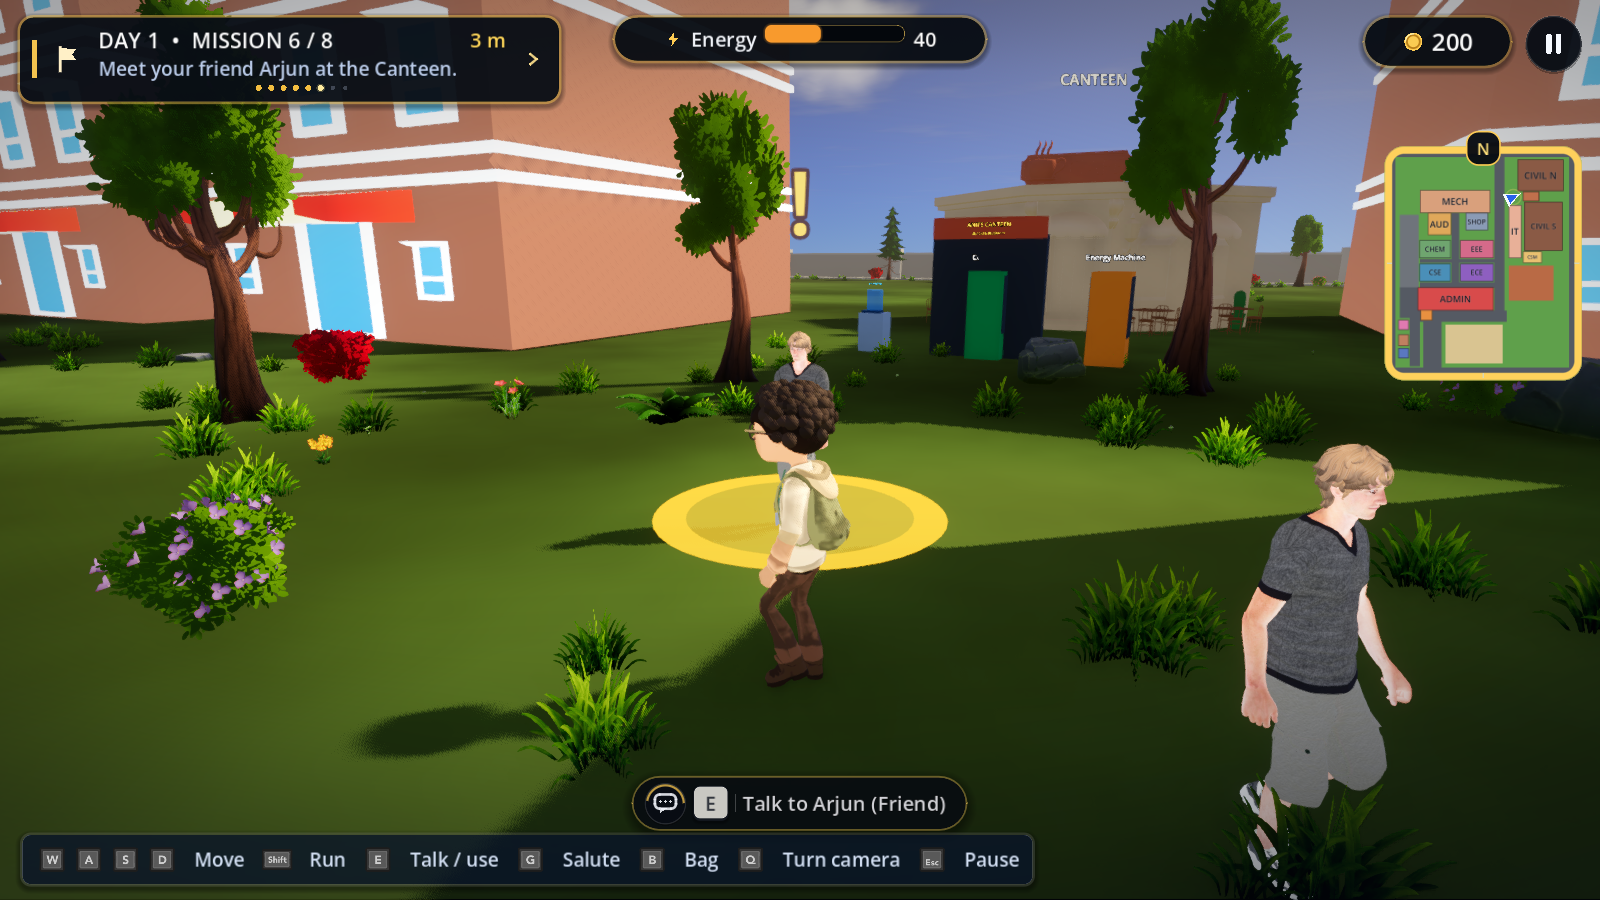 DAY 1 • MISSION 6 / 8
3 m
Meet your friend Arjun at the Canteen.
Energy
40
200
CANTEEN
N
CIVIL N
MECH
AUD
SHOP
IT
CIVIL S
CHEM
EEE
CSE
ECE
ADMIN
Energy Machine
E
Talk to Arjun (Friend)
W A S D Move Shift Run E Talk / use G Salute B Bag Q Turn camera Esc Pause